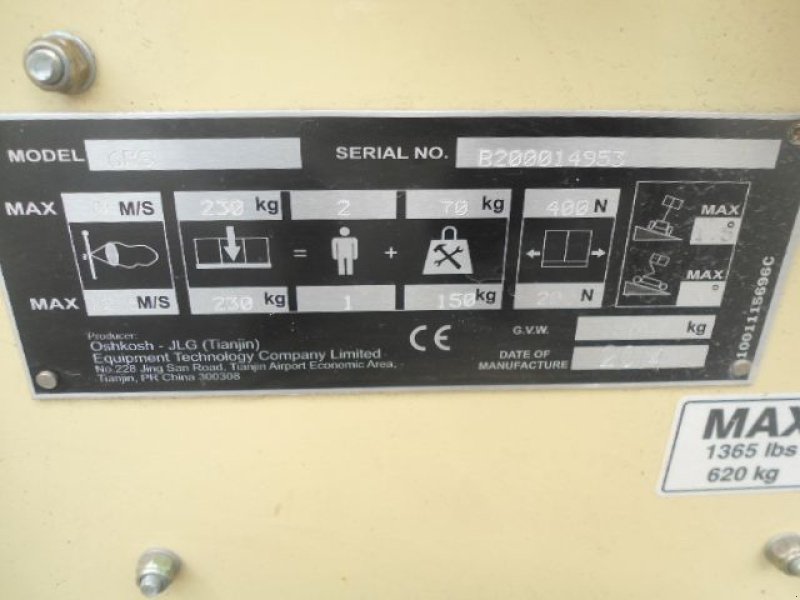 MODEL 6RS SERIAL NO. B200014953
MAX M/S 230 kg 2 70 kg 400 N MAX
= +
MAX M/S 230 kg 1 150 kg N MAX
Producer:
Oshkosh - JLG (Tianjin)
Equipment Technology Company Limited
No.228 Jing San Road, Tianjin Airport Economic Area,
Tianjin, PR China 300308
CE
G.V.W. kg
DATE OF
MANUFACTURE
1001115696C
MAX
1365 lbs
620 kg